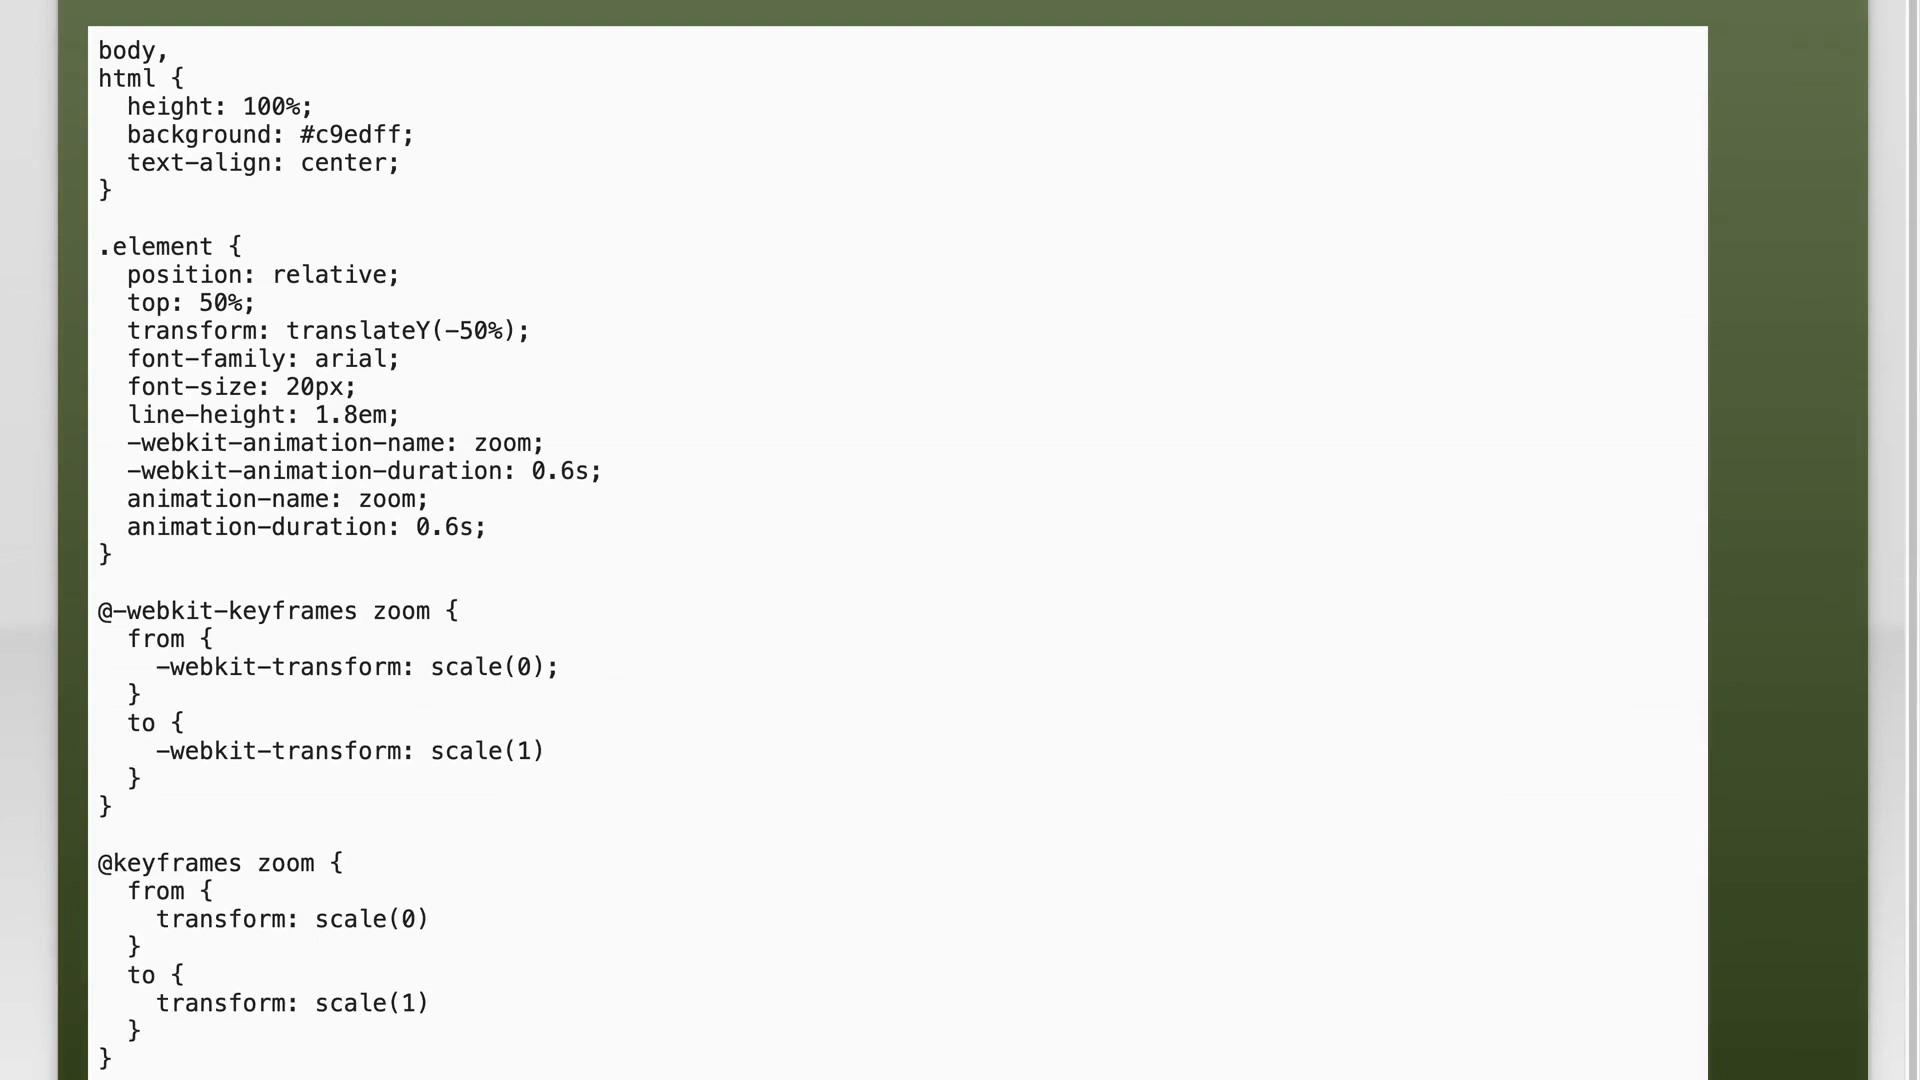 body,
html {
  height: 100%;
  background: #c9edff;
  text-align: center;
}

.element {
  position: relative;
  top: 50%;
  transform: translateY(-50%);
  font-family: arial;
  font-size: 20px;
  line-height: 1.8em;
  -webkit-animation-name: zoom;
  -webkit-animation-duration: 0.6s;
  animation-name: zoom;
  animation-duration: 0.6s;
}

@-webkit-keyframes zoom {
  from {
    -webkit-transform: scale(0);
  }
  to {
    -webkit-transform: scale(1)
  }
}

@keyframes zoom {
  from {
    transform: scale(0)
  }
  to {
    transform: scale(1)
  }
}